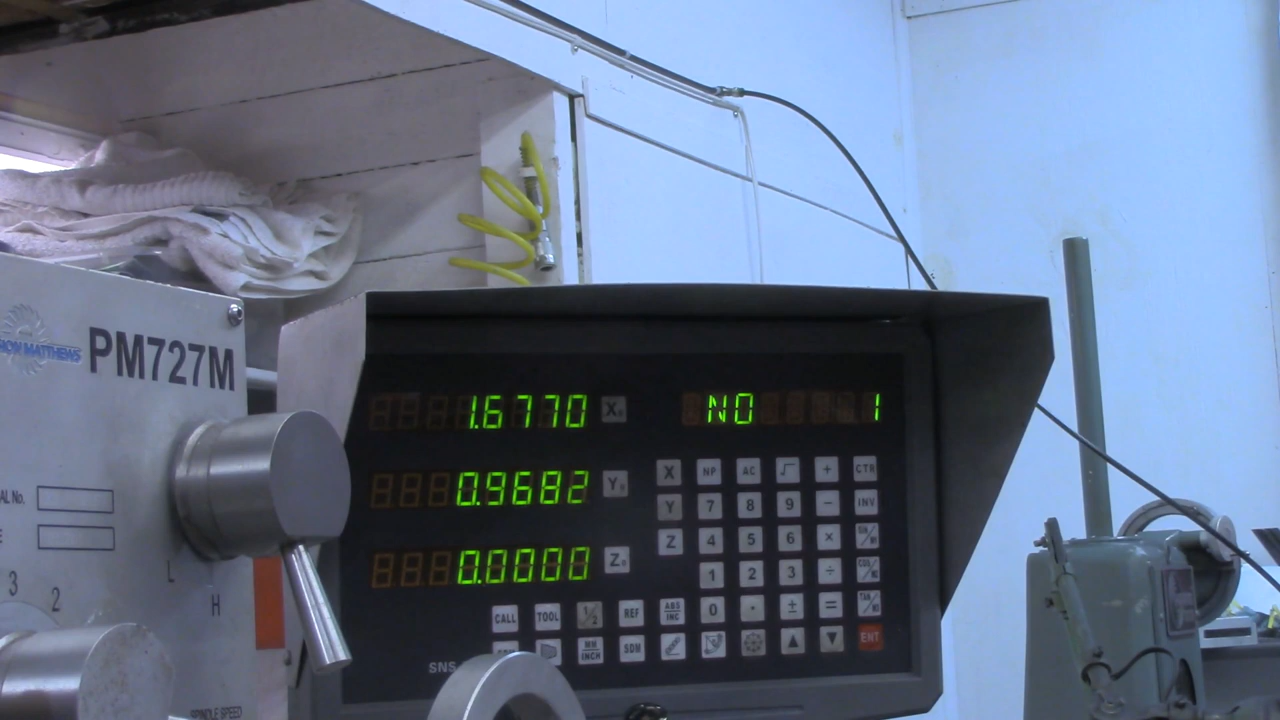 PM727M
MATTHEWS
AL No.
3
2
L
H
SPINDLE SPEED
1.6770 X
NO 1
0.9682 Y
0.0000 Z
X NP AC √ + CTR
Y 7 8 9 − INV
Z 4 5 6 ×
1 2 3 ÷
CALL TOOL 1/2 REF ABS/INC 0 · ± =
MM/INCH SDM ▲ ▼ ENT
SNS